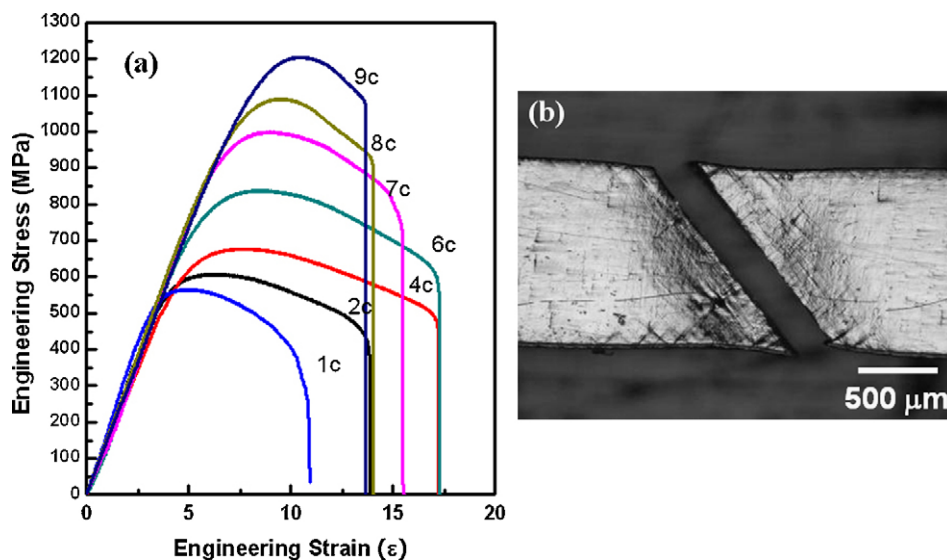 (a)
1300
1200
1100
1000
900
800
700
600
500
400
300
200
100
0
Engineering Stress (MPa)
9c
8c
7c
6c
4c
2c
1c
0 5 10 15 20
Engineering Strain (ε)
(b)
500 µm